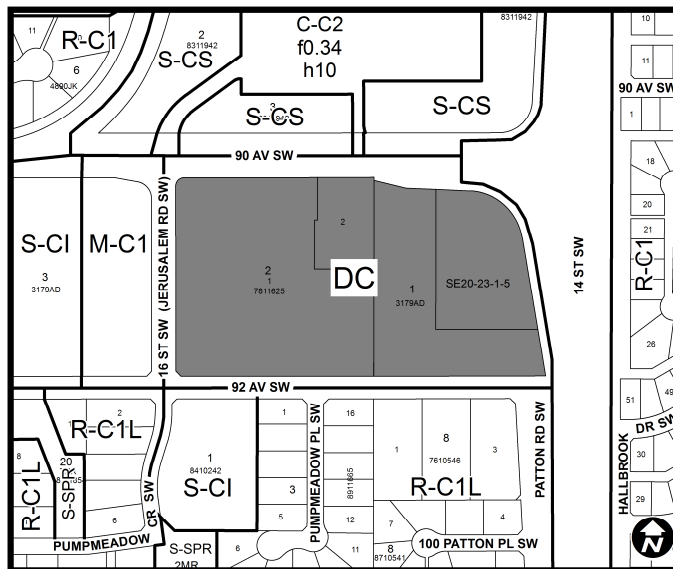 11
R-C1
6
4890JK
2
8311942
S-CS
C-C2
f0.34
h10
8311942
3
S-CS
S-CS
10
11
90 AV SW
1
90 AV SW
18
20
21
R-C1
26
S-CI
3
3170AD
M-C1
16 ST SW (JERUSALEM RD SW)
2
1
7811625
2
DC
1
3179AD
SE20-23-1-5
14 ST SW
92 AV SW
51
49
DR SW
HALLBROOK
30
29
2
R-C1L
8
R-C1L
20
S-SPR
6
PUMPMEADOW
CR SW
1
8410242
S-CI
1
3
5
PUMPMEADOW PL SW
16
8911665
12
1
8
7610546
3
R-C1L
7
4
PATTON RD SW
S-SPR
2MR
6
11
8
8710541
100 PATTON PL SW
N